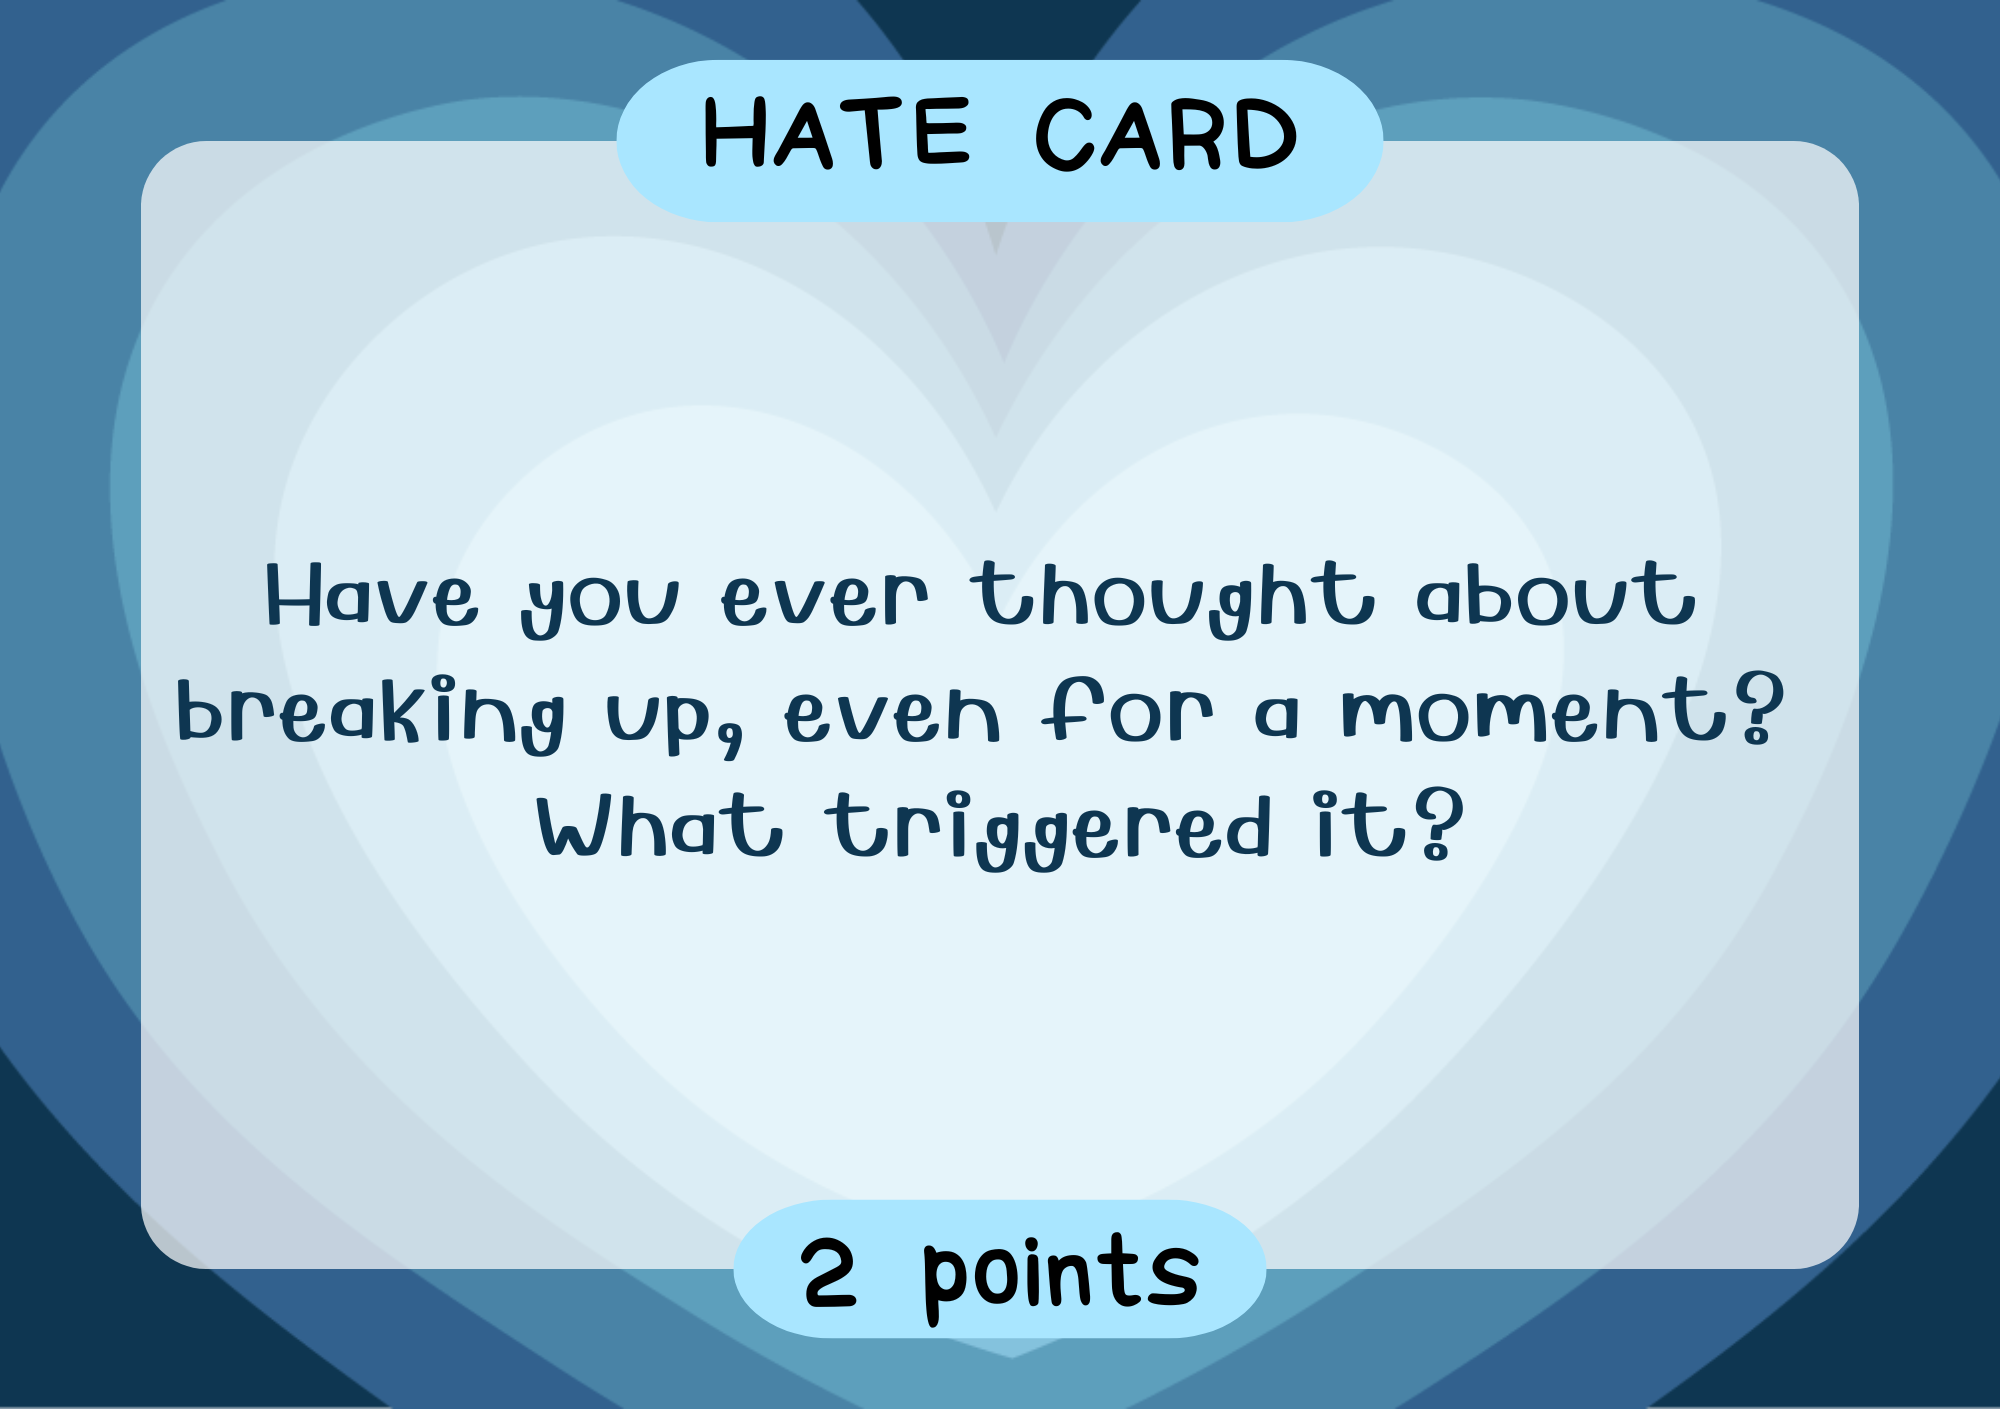 HATE CARD
Have you ever thought about
breaking up, even for a moment?
What triggered it?
2 points